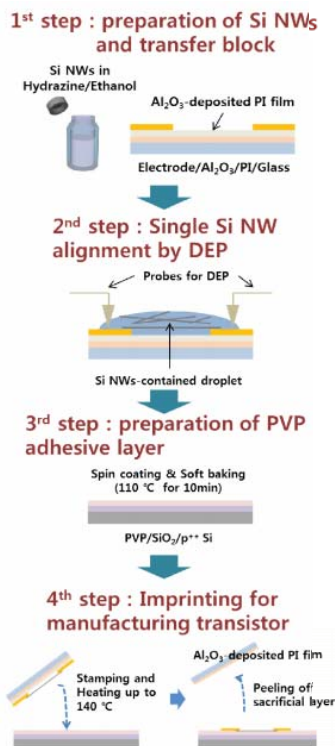 1st step : preparation of Si NWs
and transfer block
Si NWs in
Hydrazine/Ethanol
Al2O3-deposited PI film
Electrode/Al2O3/PI/Glass
2nd step : Single Si NW
alignment by DEP
Probes for DEP
Si NWs-contained droplet
3rd step : preparation of PVP
adhesive layer
Spin coating & Soft baking
(110 ℃ for 10min)
PVP/SiO2/p++ Si
4th step : Imprinting for
manufacturing transistor
Al2O3-deposited PI film
Stamping and
Heating up to
140 ℃
Peeling off
sacrificial layer